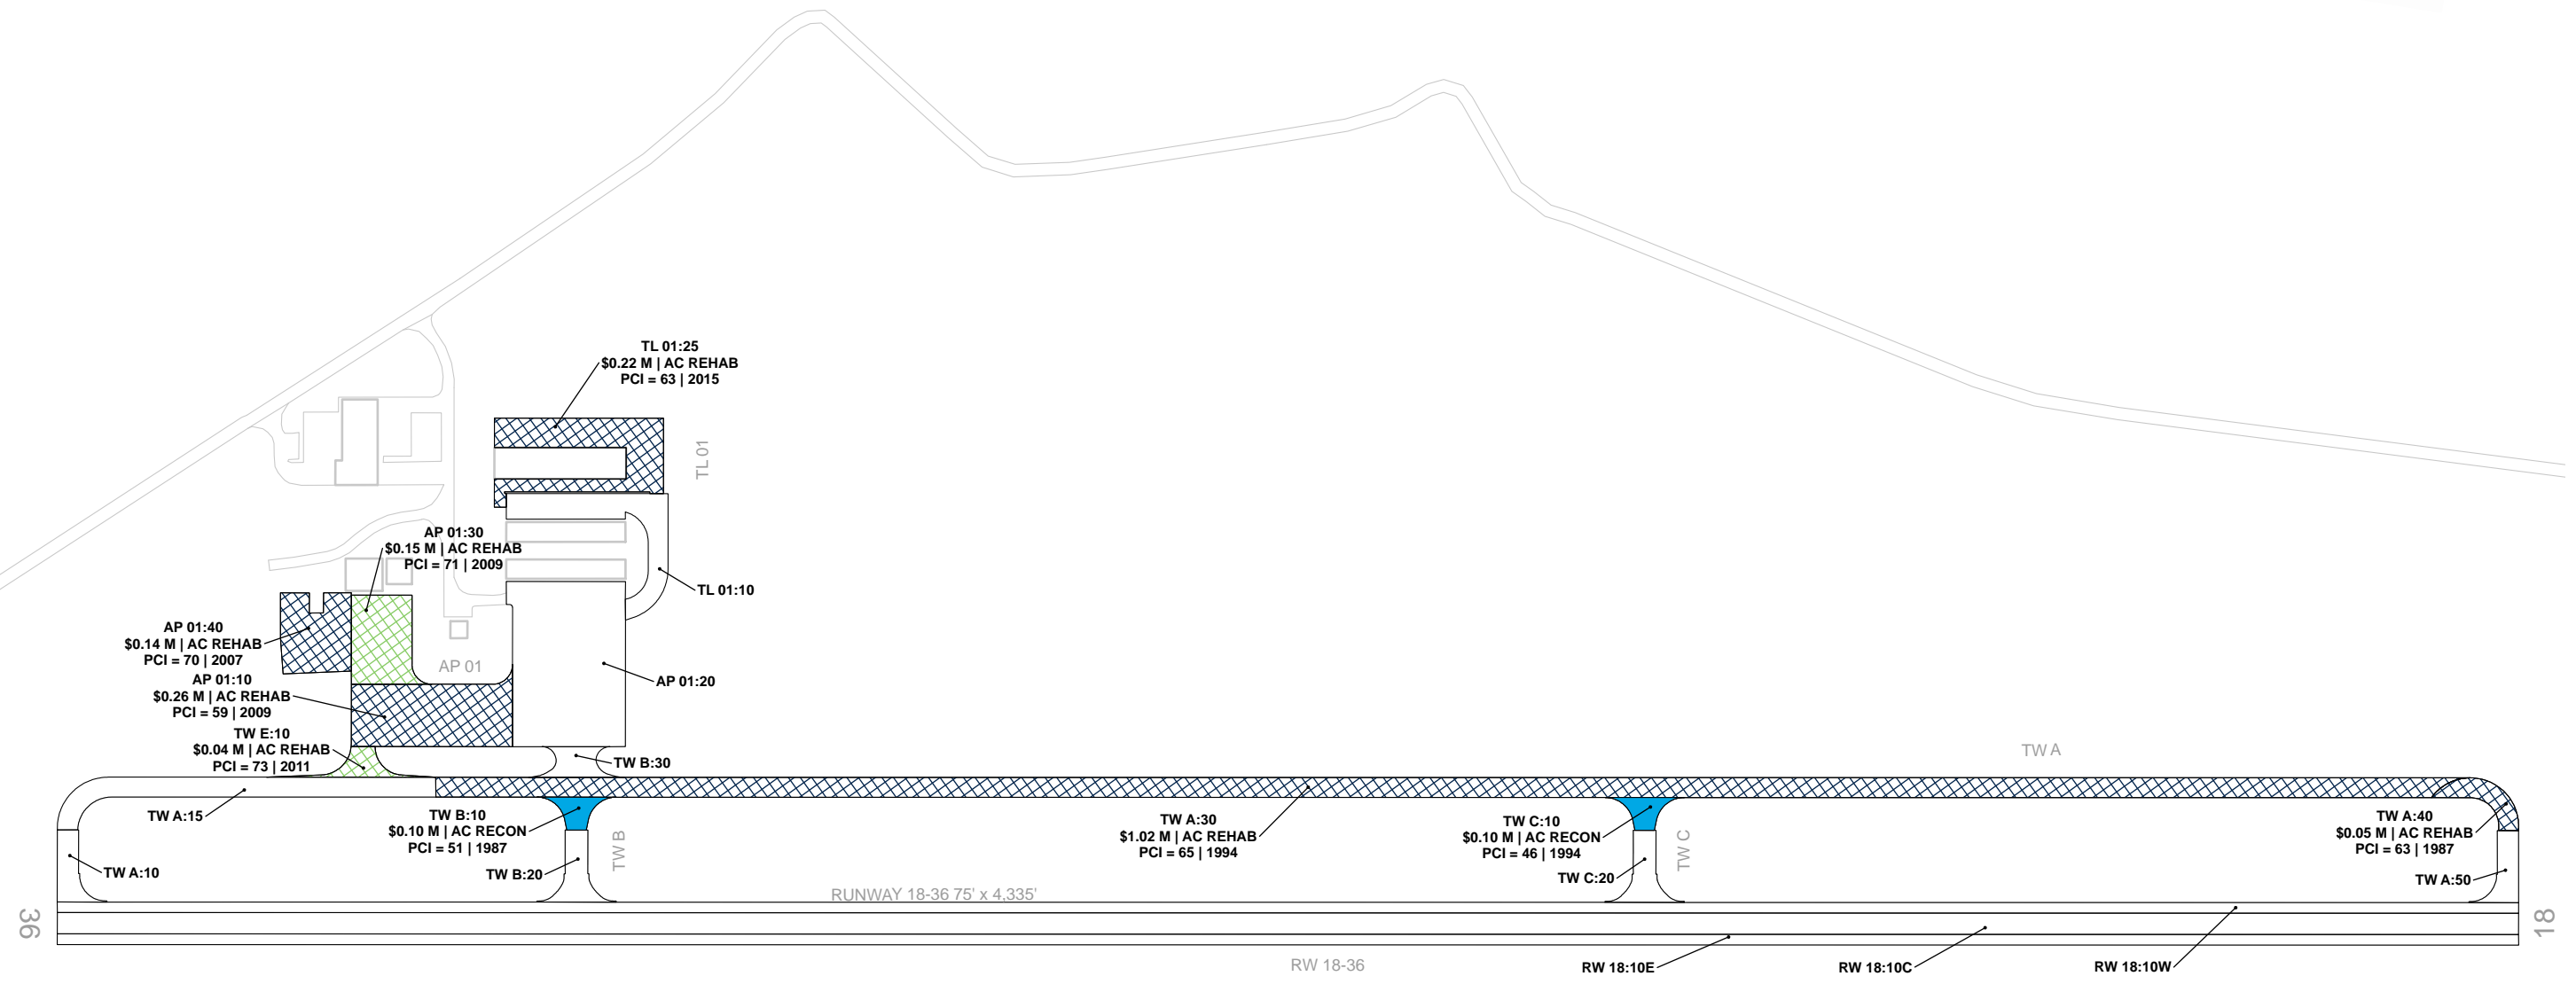 TL 01:25
$0.22 M | AC REHAB
PCI = 63 | 2015
TL 01
AP 01:30
$0.15 M | AC REHAB
PCI = 71 | 2009
TL 01:10
AP 01:40
$0.14 M | AC REHAB
PCI = 70 | 2007
AP 01
AP 01:10
$0.26 M | AC REHAB
PCI = 59 | 2009
AP 01:20
TW E:10
$0.04 M | AC REHAB
PCI = 73 | 2011
TW B:30
TW A
TW A:15
TW B:10
$0.10 M | AC RECON
PCI = 51 | 1987
TW B
TW A:30
$1.02 M | AC REHAB
PCI = 65 | 1994
TW C:10
$0.10 M | AC RECON
PCI = 46 | 1994
TW C
TW A:40
$0.05 M | AC REHAB
PCI = 63 | 1987
TW A:10
TW B:20
TW C:20
TW A:50
RUNWAY 18-36 75' x 4,335'
36
18
RW 18-36
RW 18:10E
RW 18:10C
RW 18:10W